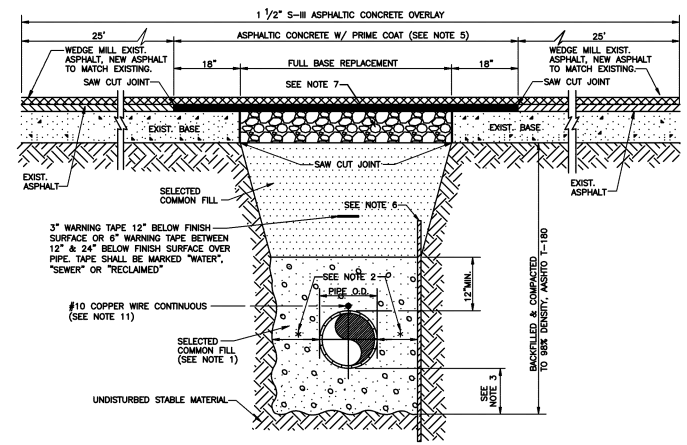 1 1/2" S-III ASPHALTIC CONCRETE OVERLAY
25'
ASPHALTIC CONCRETE W/ PRIME COAT (SEE NOTE 5)
25'
WEDGE MILL EXIST.
ASPHALT, NEW ASPHALT
TO MATCH EXISTING.
18"
FULL BASE REPLACEMENT
18"
WEDGE MILL EXIST.
ASPHALT, NEW ASPHALT
TO MATCH EXISTING.
SAW CUT JOINT
SEE NOTE 7
SAW CUT JOINT
EXIST. BASE
EXIST. BASE
SAW CUT JOINT
EXIST.
ASPHALT
EXIST.
ASPHALT
SELECTED
COMMON FILL
SEE NOTE 6
3" WARNING TAPE 12" BELOW FINISH
SURFACE OR 6" WARNING TAPE BETWEEN
12" & 24" BELOW FINISH SURFACE OVER
PIPE. TAPE SHALL BE MARKED "WATER",
"SEWER" OR "RECLAIMED"
SEE NOTE 2
PIPE O.D.
12"MIN.
#10 COPPER WIRE CONTINUOUS
(SEE NOTE 11)
SELECTED
COMMON FILL
(SEE NOTE 1)
SEE
NOTE 3
BACKFILLED & COMPACTED
TO 98% DENSITY, AASHTO T-180
UNDISTURBED STABLE MATERIAL